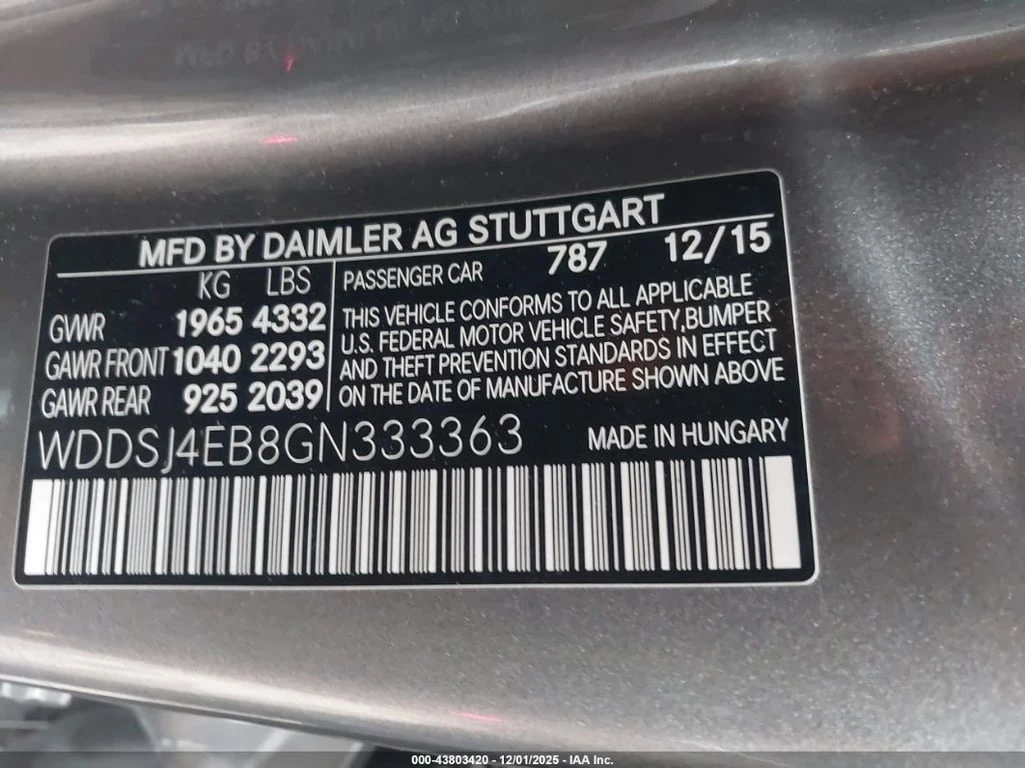 MFD BY DAIMLER AG STUTTGART
KG LBS
GVWR 1965 4332
GAWR FRONT 1040 2293
GAWR REAR 925 2039
PASSENGER CAR 787 12/15
THIS VEHICLE CONFORMS TO ALL APPLICABLE
U.S. FEDERAL MOTOR VEHICLE SAFETY,BUMPER
AND THEFT PREVENTION STANDARDS IN EFFECT
ON THE DATE OF MANUFACTURE SHOWN ABOVE
WDDSJ4EB8GN333363 MADE IN HUNGARY
000-43803420 - 12/01/2025 - IAA Inc.